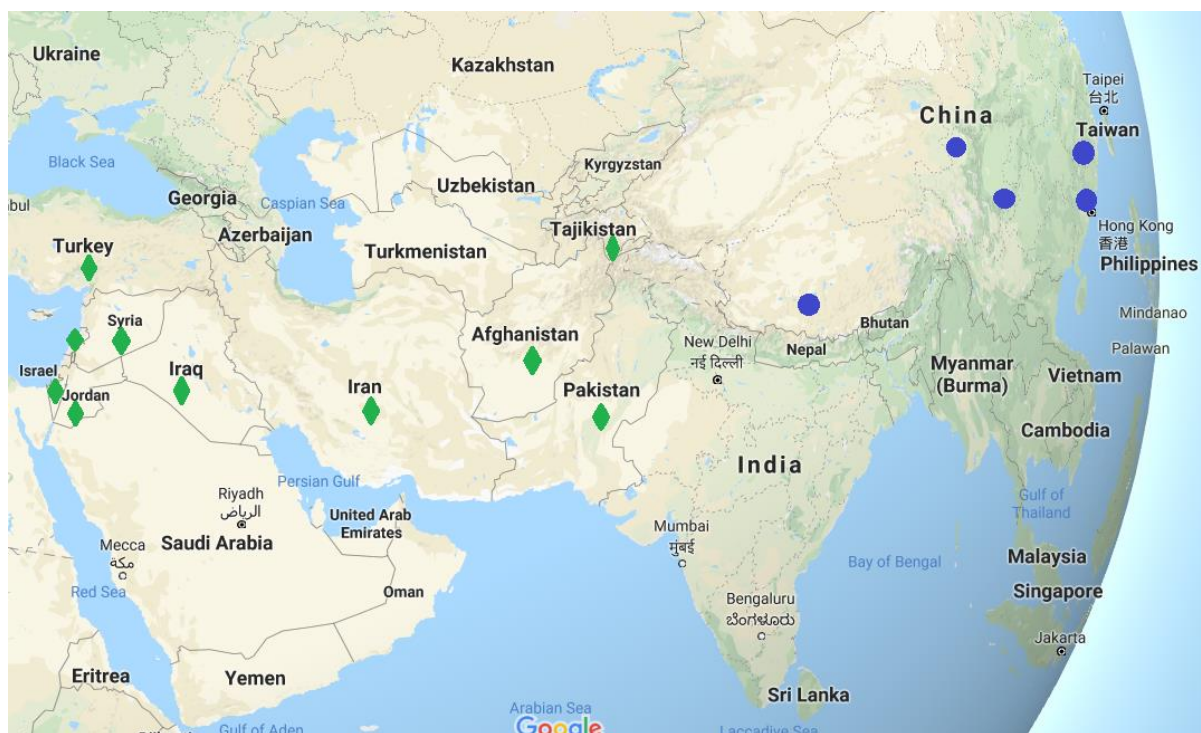 Ukraine
Kazakhstan
Taipei
台北
China
Taiwan
Black Sea
Kyrgyzstan
Georgia
Caspian Sea
Uzbekistan
bul
Azerbaijan
Tajikistan
Turkmenistan
Hong Kong
香港
Turkey
Philippines
Syria
Afghanistan
Bhutan
Mindanao
New Delhi
नई दिल्ली
Nepal
Palawan
Israel
Iraq
Iran
Myanmar
(Burma)
Vietnam
Jordan
Pakistan
Cambodia
India
Persian Gulf
Gulf of
Thailand
Riyadh
الرياض
United Arab
Emirates
Mumbai
मुंबई
Saudi Arabia
Mecca
مكة
Bay of Bengal
Malaysia
Red Sea
Oman
Singapore
Bengaluru
ಬೆಂಗಳೂರು
Jakarta
Eritrea
Yemen
Sri Lanka
Arabian Sea
Google
Gulf of Aden
Laccadive Sea